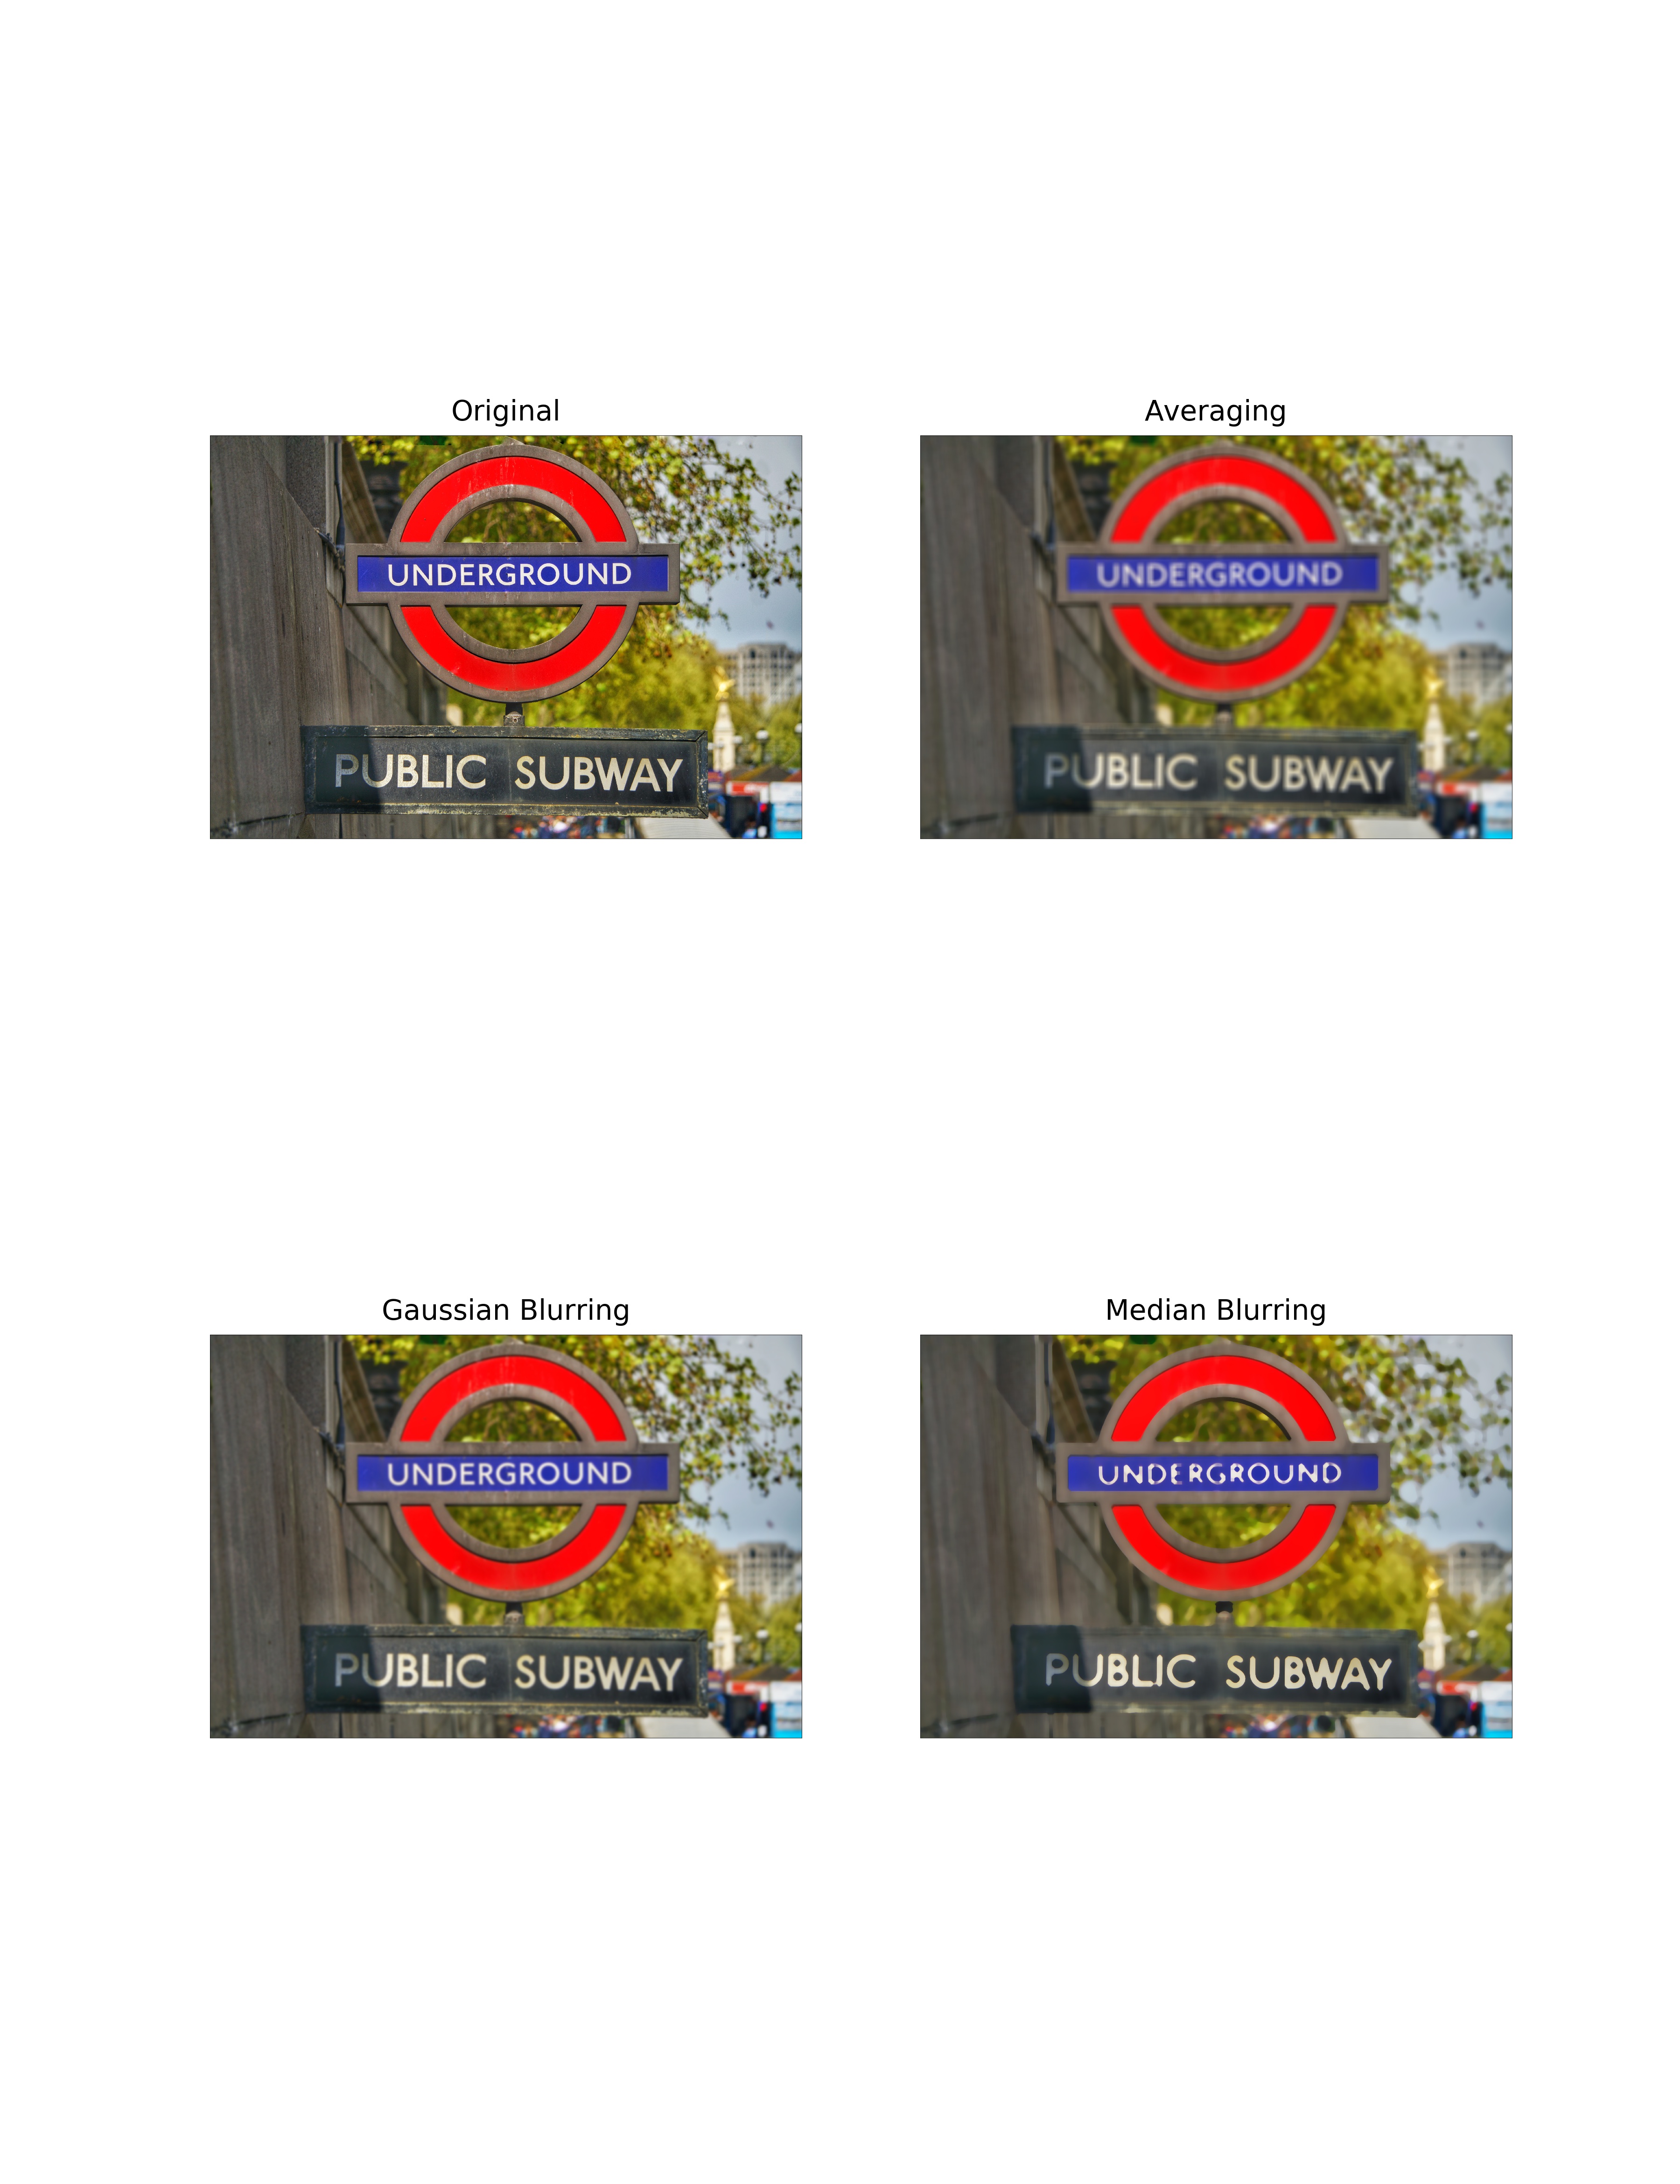 Original
UNDERGROUND
PUBLIC SUBWAY
Averaging
UNDERGROUND
PUBLIC SUBWAY
Gaussian Blurring
UNDERGROUND
PUBLIC SUBWAY
Median Blurring
UNDERGROUND
PUBLIC SUBWAY